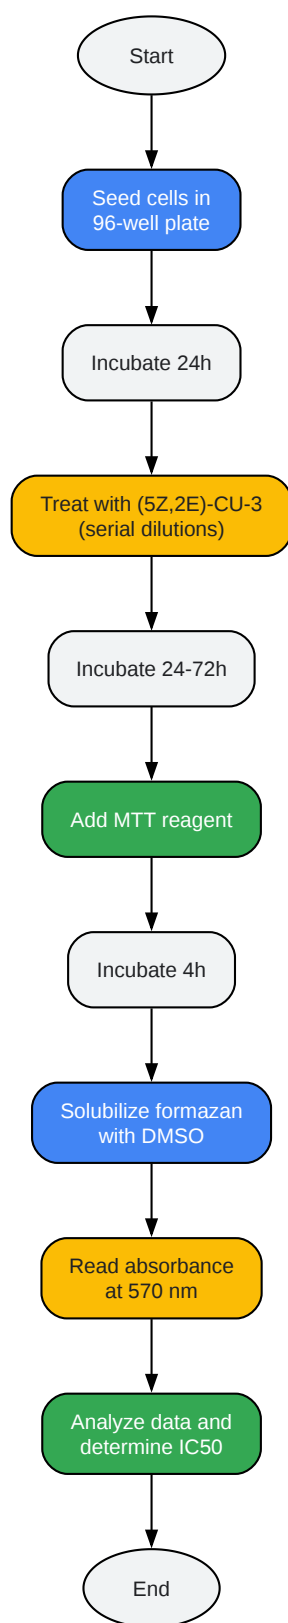 Start
Seed cells in
96-well plate
Incubate 24h
Treat with (5Z,2E)-CU-3
(serial dilutions)
Incubate 24-72h
Add MTT reagent
Incubate 4h
Solubilize formazan
with DMSO
Read absorbance
at 570 nm
Analyze data and
determine IC50
End